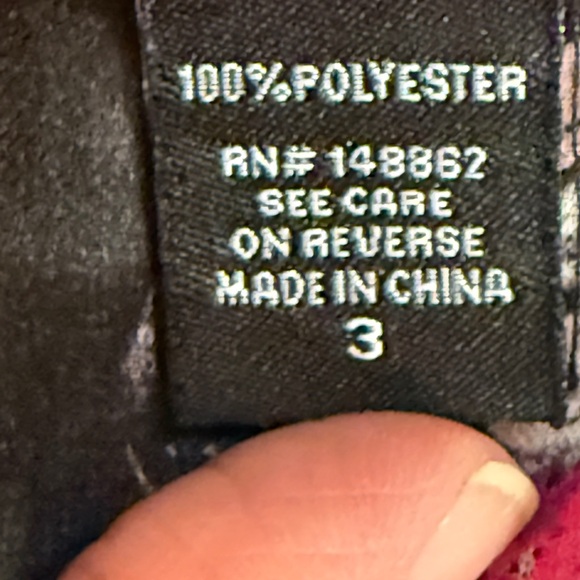 100%POLYESTER
RN# 148862
SEE CARE
ON REVERSE
MADE IN CHINA
3